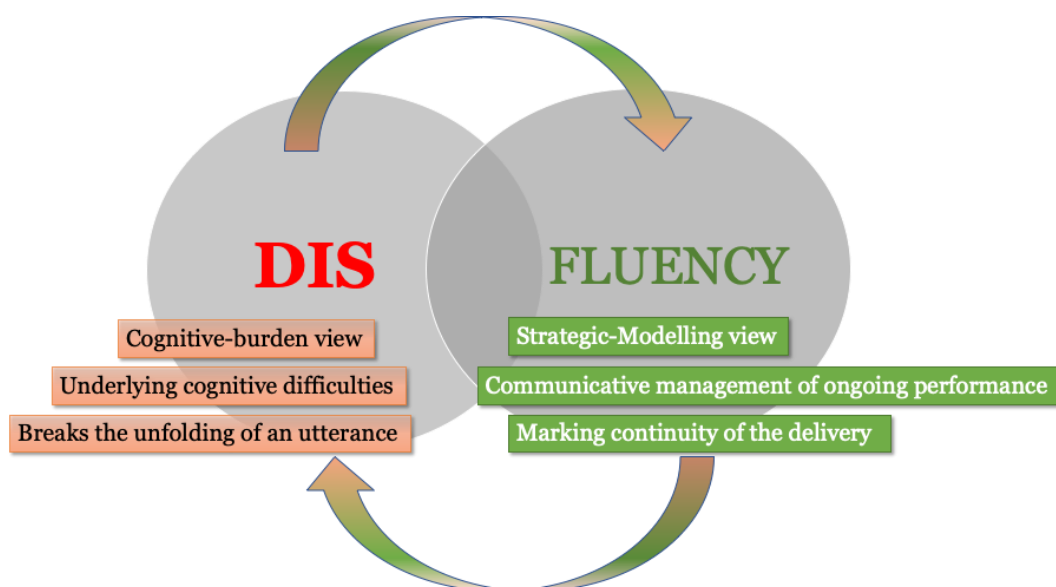 DIS
FLUENCY
Cognitive-burden view
Underlying cognitive difficulties
Breaks the unfolding of an utterance
Strategic-Modelling view
Communicative management of ongoing performance
Marking continuity of the delivery